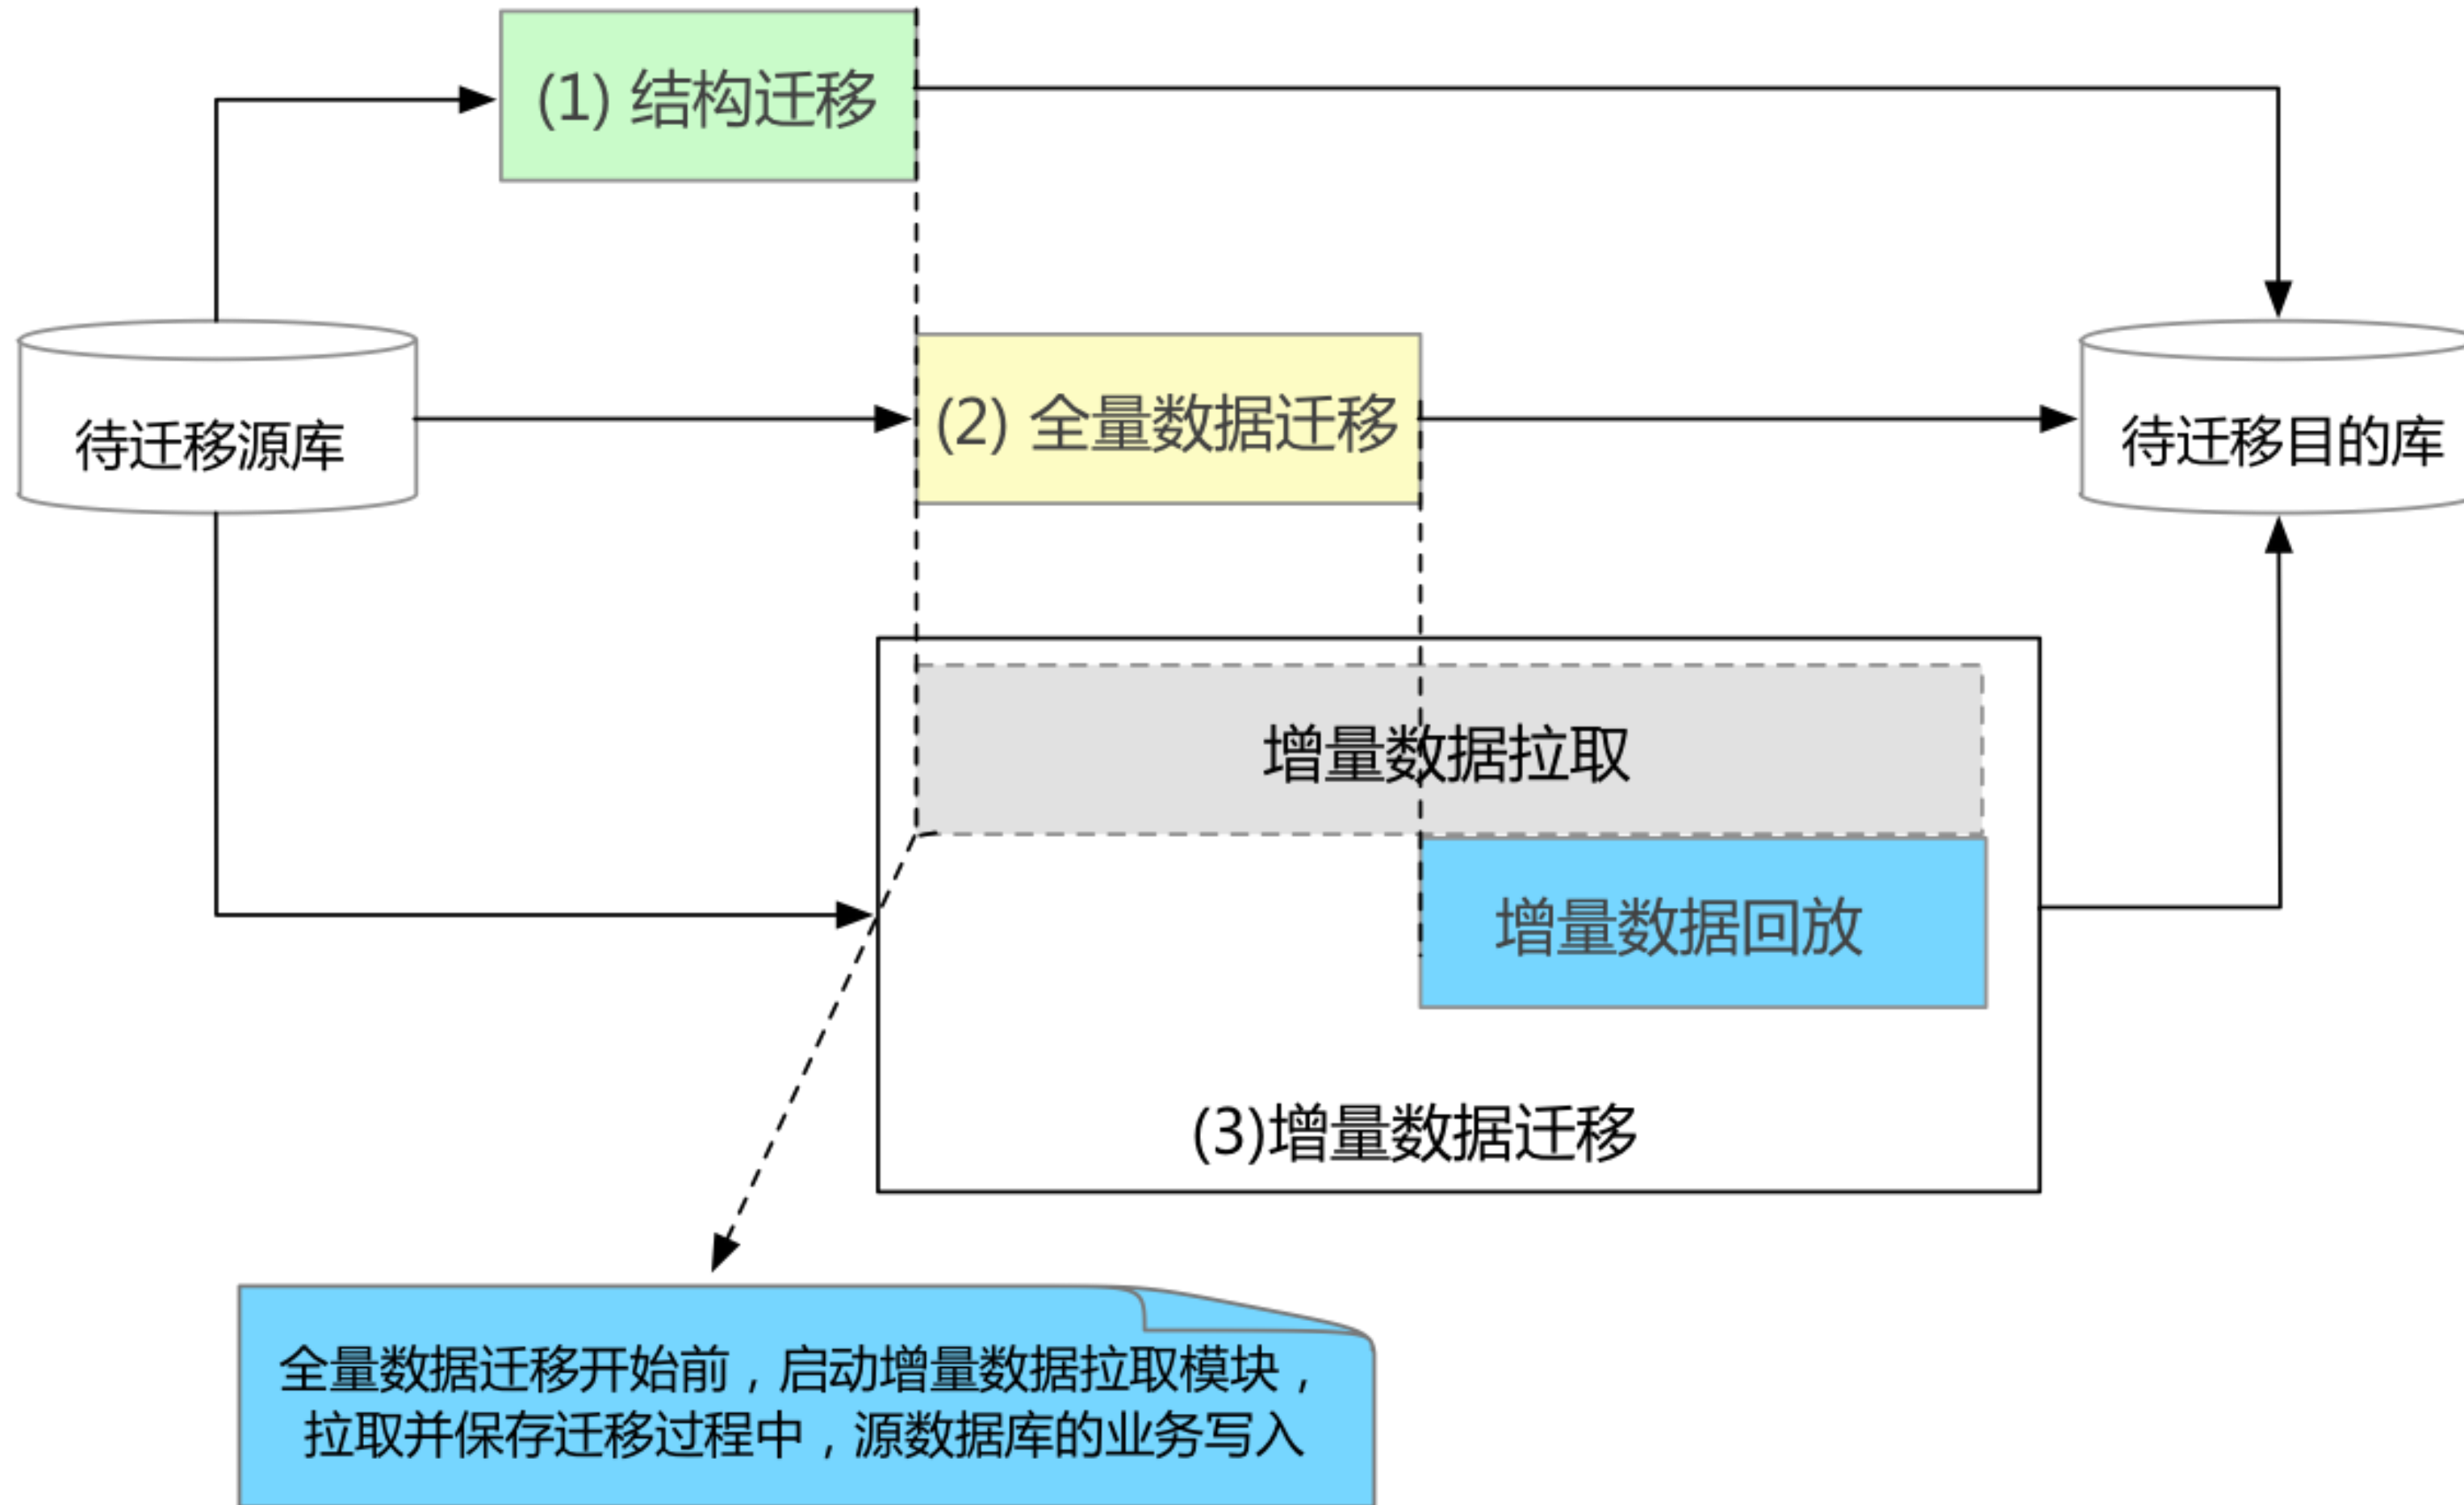 (1) 结构迁移
待迁移源库
(2) 全量数据迁移
待迁移目的库
增量数据拉取
增量数据回放
(3)增量数据迁移
全量数据迁移开始前，启动增量数据拉取模块，
拉取并保存迁移过程中，源数据库的业务写入